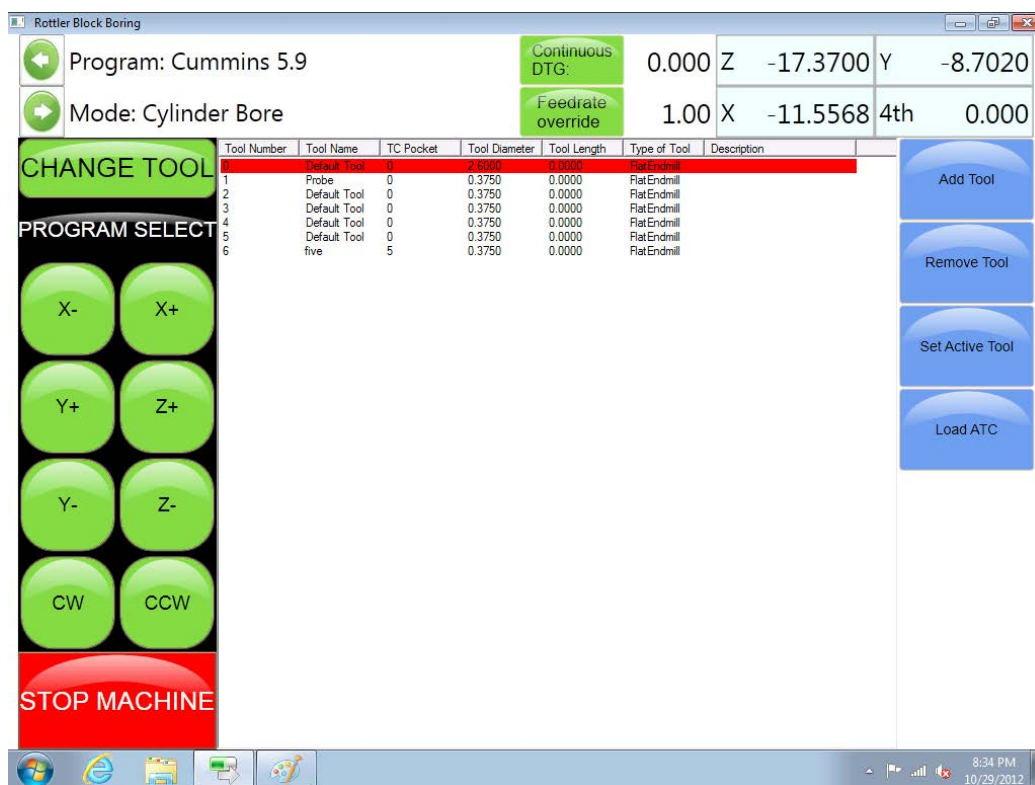 Rottler Block Boring
Program: Cummins 5.9 Continuous DTG: 0.000 Z -17.3700 Y -8.7020
Mode: Cylinder Bore Feedrate override 1.00 X -11.5568 4th 0.000
CHANGE TOOL
PROGRAM SELECT
X- X+
Y+ Z+
Y- Z-
CW CCW
STOP MACHINE
Tool Number Tool Name TC Pocket Tool Diameter Tool Length Type of Tool Description
0 Default Tool 0 2.6000 0.0000 FlatEndmill
1 Probe 0 0.3750 0.0000 FlatEndmill
2 Default Tool 0 0.3750 0.0000 FlatEndmill
3 Default Tool 0 0.3750 0.0000 FlatEndmill
4 Default Tool 0 0.3750 0.0000 FlatEndmill
5 Default Tool 0 0.3750 0.0000 FlatEndmill
6 five 5 0.3750 0.0000 FlatEndmill
Add Tool
Remove Tool
Set Active Tool
Load ATC
8:34 PM
10/29/2012